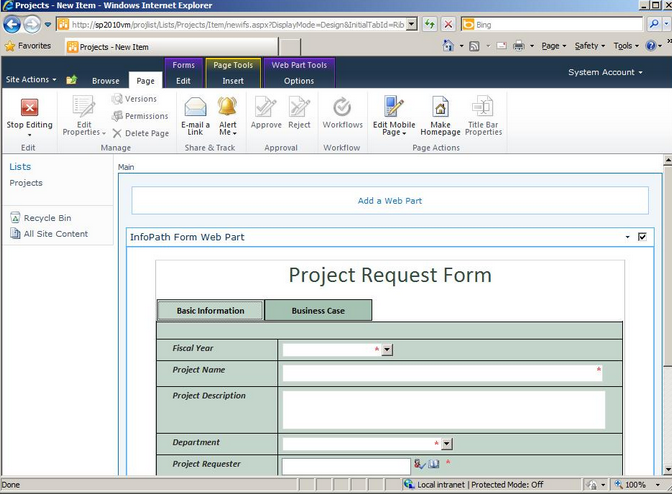 Projects - New Item - Windows Internet Explorer
http://sp2010vm/projlist/Lists/Projects/Item/newifs.aspx?DisplayMode=Design&InitialTabId=Rib
Bing
Favorites
Projects - New Item
Page
Safety
Tools
Forms
Page Tools
Web Part Tools
Site Actions
Browse
Page
Edit
Insert
Options
System Account
Stop Editing
Edit Properties
Versions
Permissions
Delete Page
E-mail a Link
Alert Me
Approve
Reject
Workflows
Edit Mobile Page
Make Homepage
Title Bar Properties
Edit
Manage
Share & Track
Approval
Workflow
Page Actions
Lists
Projects
Recycle Bin
All Site Content
Main
Add a Web Part
InfoPath Form Web Part
Project Request Form
Basic Information
Business Case
Fiscal Year *
Project Name *
Project Description
Department *
Project Requester *
Done
Local intranet | Protected Mode: Off
100%